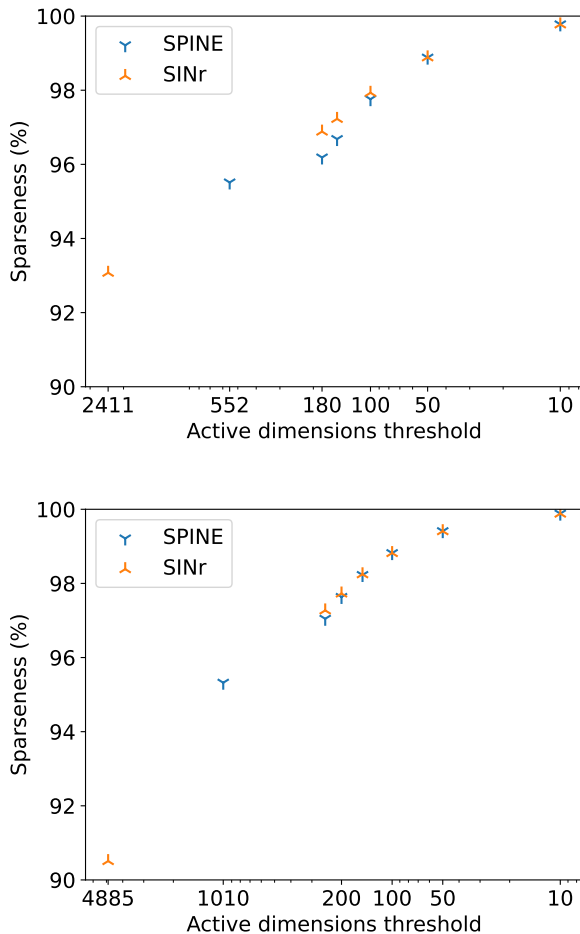 100
98
96
94
92
90
Sparseness (%)
SPINE
SINr
2411 552 180 100 50 10
Active dimensions threshold
100
98
96
94
92
90
Sparseness (%)
SPINE
SINr
4885 1010 200 100 50 10
Active dimensions threshold